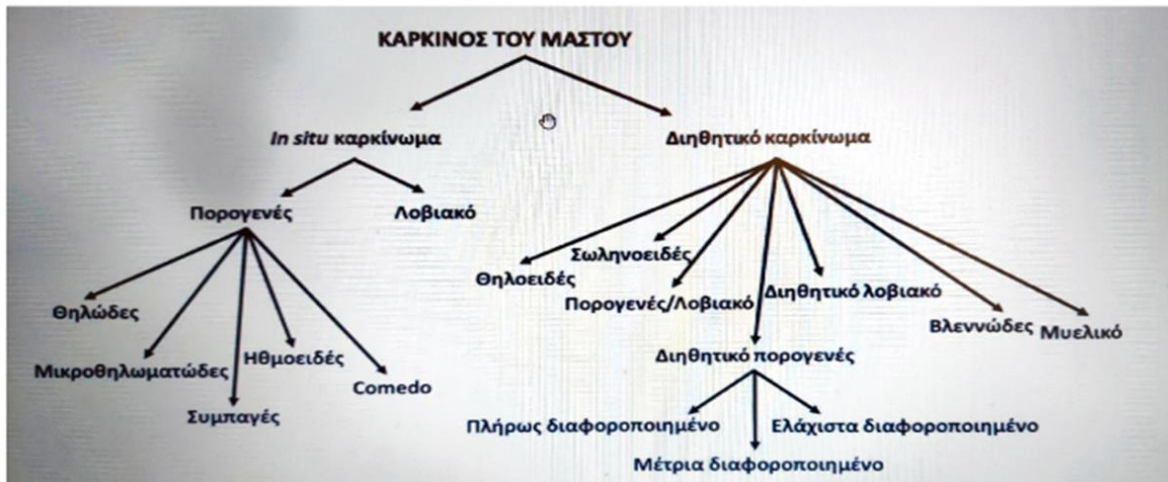 ΚΑΡΚΙΝΟΣ ΤΟΥ ΜΑΣΤΟΥ
In situ καρκίνωμα
Διηθητικό καρκίνωμα
Πορογενές
Λοβιακό
Θηλώδες
Μικροθηλωματώδες
Συμπαγές
Ηθμοειδές
Comedo
Θηλοειδές
Σωληνοειδές
Πορογενές/Λοβιακό
Διηθητικό πορογενές
Διηθητικό λοβιακό
Βλεννώδες
Μυελικό
Πλήρως διαφοροποιημένο
Μέτρια διαφοροποιημένο
Ελάχιστα διαφοροποιημένο